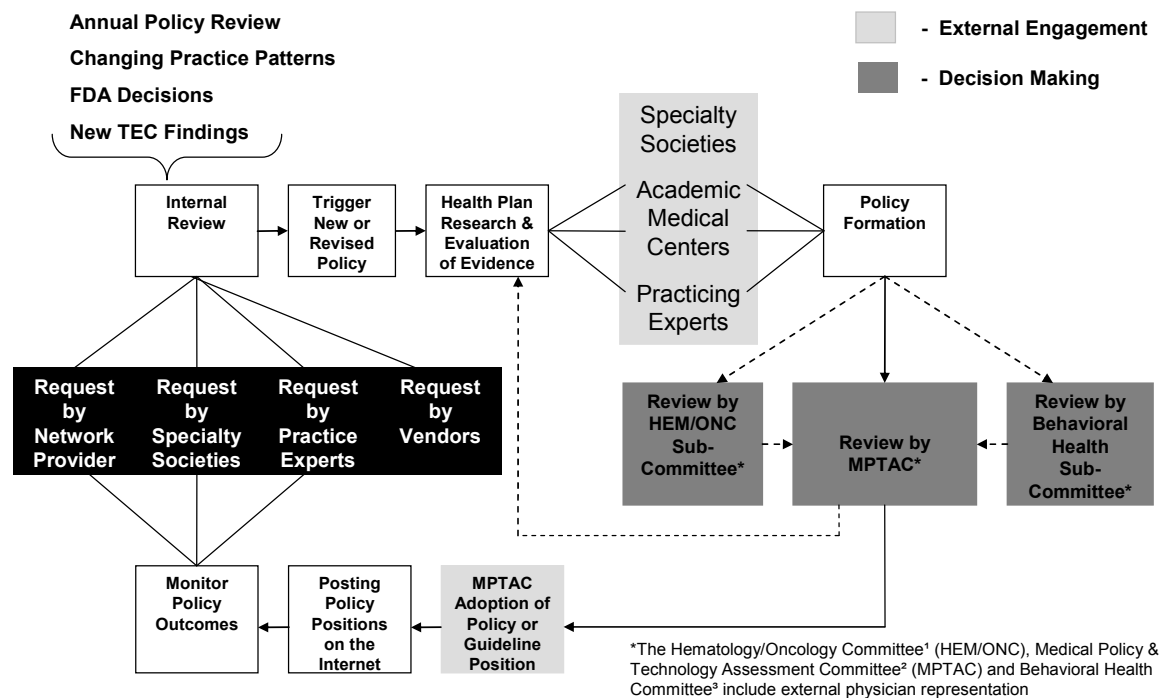 Annual Policy Review
Changing Practice Patterns
FDA Decisions
New TEC Findings
- External Engagement
- Decision Making
Internal
Review
Trigger
New or
Revised
Policy
Health Plan
Research &
Evaluation
of Evidence
Specialty
Societies
Academic
Medical
Centers
Practicing
Experts
Policy
Formation
Request
by
Network
Provider
Request
by
Specialty
Societies
Request
by
Practice
Experts
Request
by
Vendors
Review by
HEM/ONC
Sub-
Committee*
Review by
MPTAC*
Review by
Behavioral
Health
Sub-
Committee*
Monitor
Policy
Outcomes
Posting
Policy
Positions
on the
Internet
MPTAC
Adoption of
Policy or
Guideline
Position
*The Hematology/Oncology Committee¹ (HEM/ONC), Medical Policy &
Technology Assessment Committee² (MPTAC) and Behavioral Health
Committee³ include external physician representation